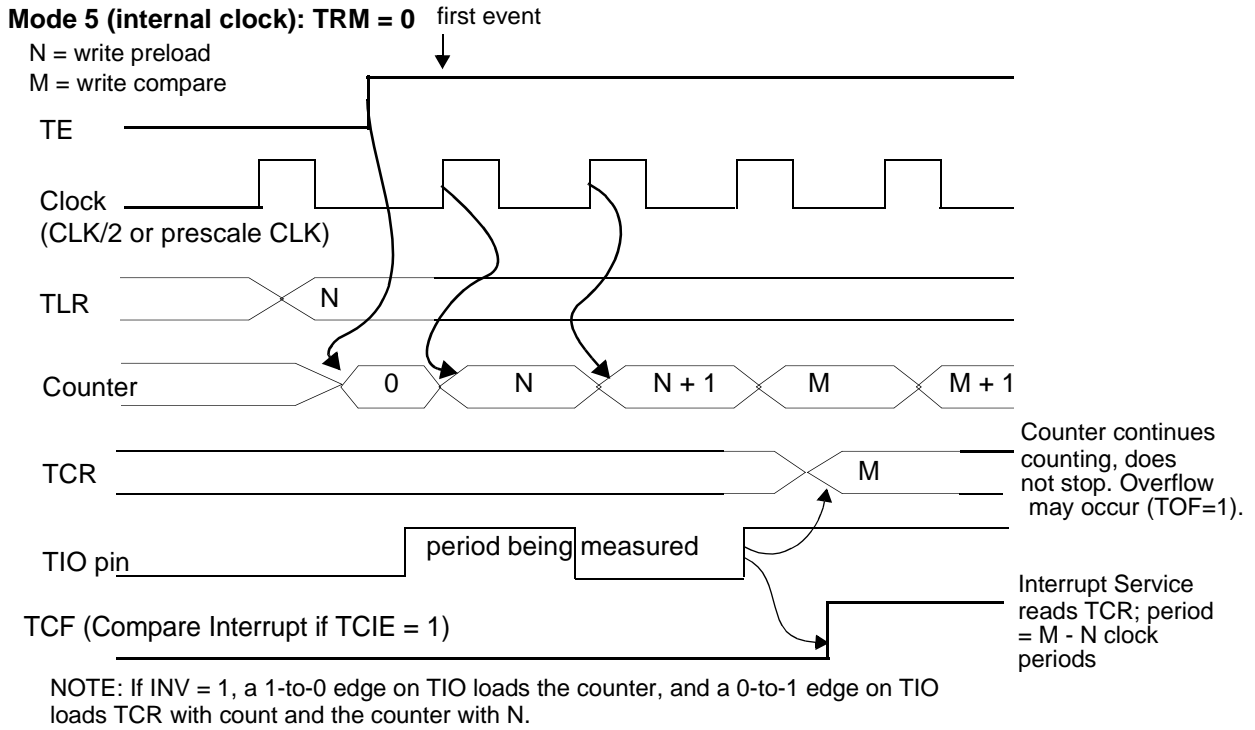 Mode 5 (internal clock): TRM = 0
first event
N = write preload
M = write compare
TE
Clock
(CLK/2 or prescale CLK)
TLR
N
Counter
0
N
N + 1
M
M + 1
TCR
M
Counter continues
counting, does
not stop. Overflow
may occur (TOF=1).
TIO pin
period being measured
TCF (Compare Interrupt if TCIE = 1)
Interrupt Service
reads TCR; period
= M - N clock
periods
NOTE: If INV = 1, a 1-to-0 edge on TIO loads the counter, and a 0-to-1 edge on TIO
loads TCR with count and the counter with N.